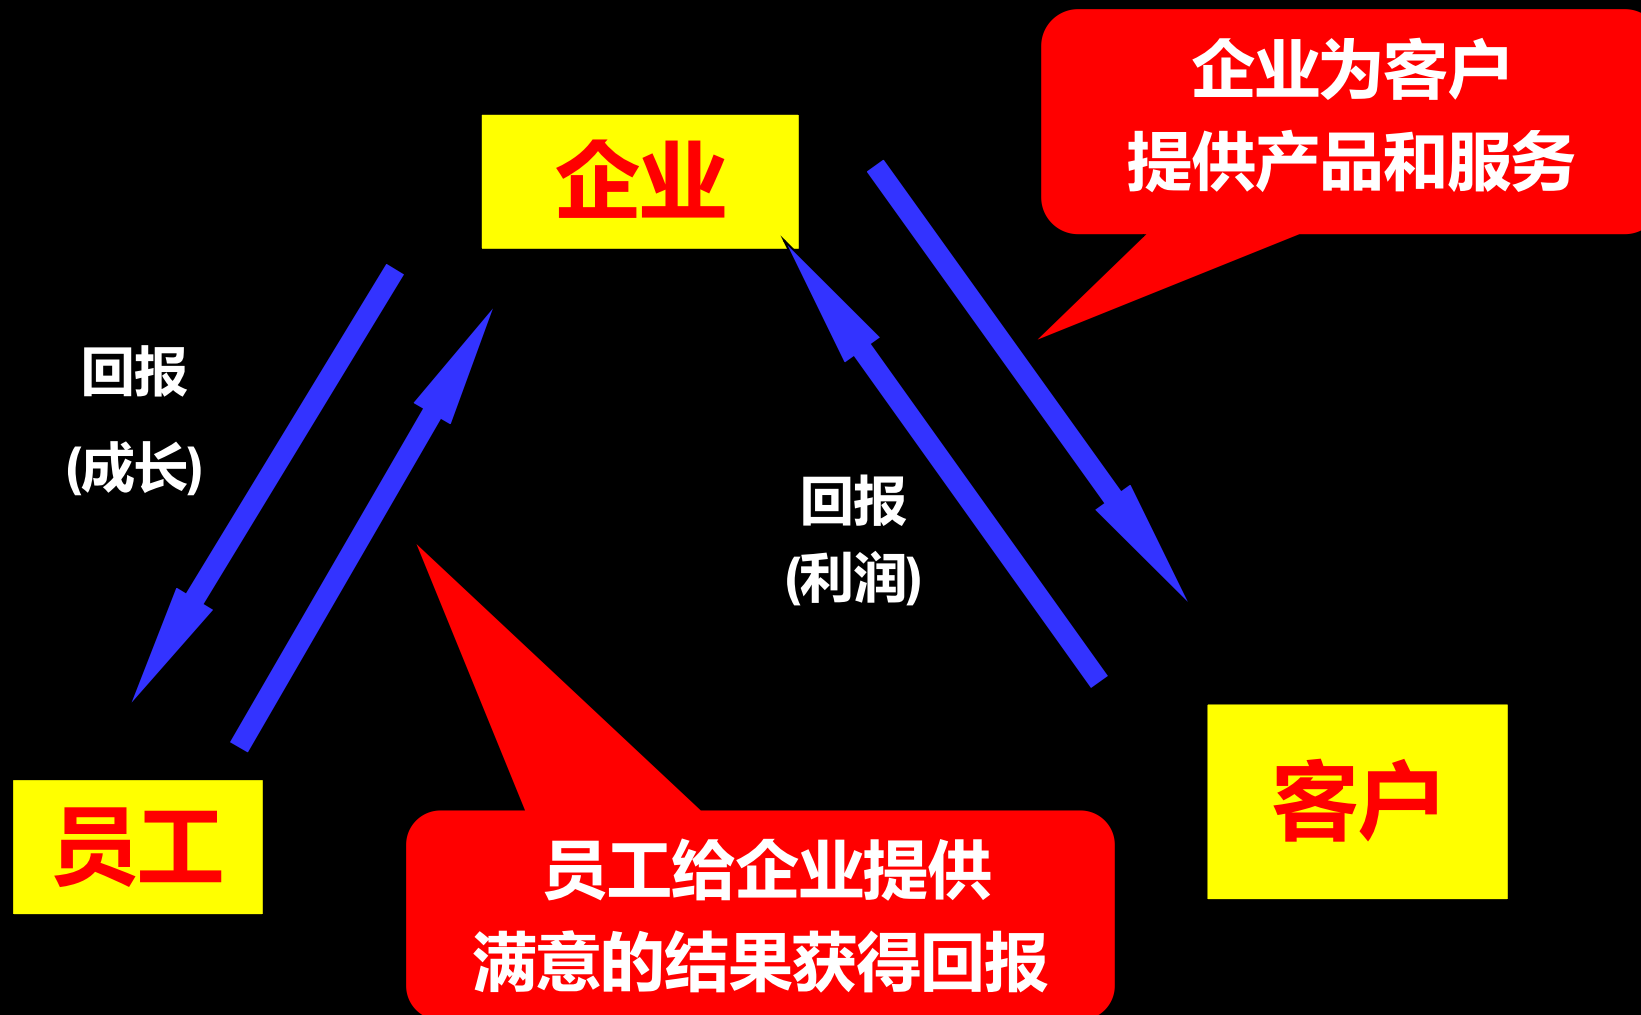 企业为客户
提供产品和服务
企业
回报
(成长)
回报
(利润)
客户
员工
员工给企业提供
满意的结果获得回报